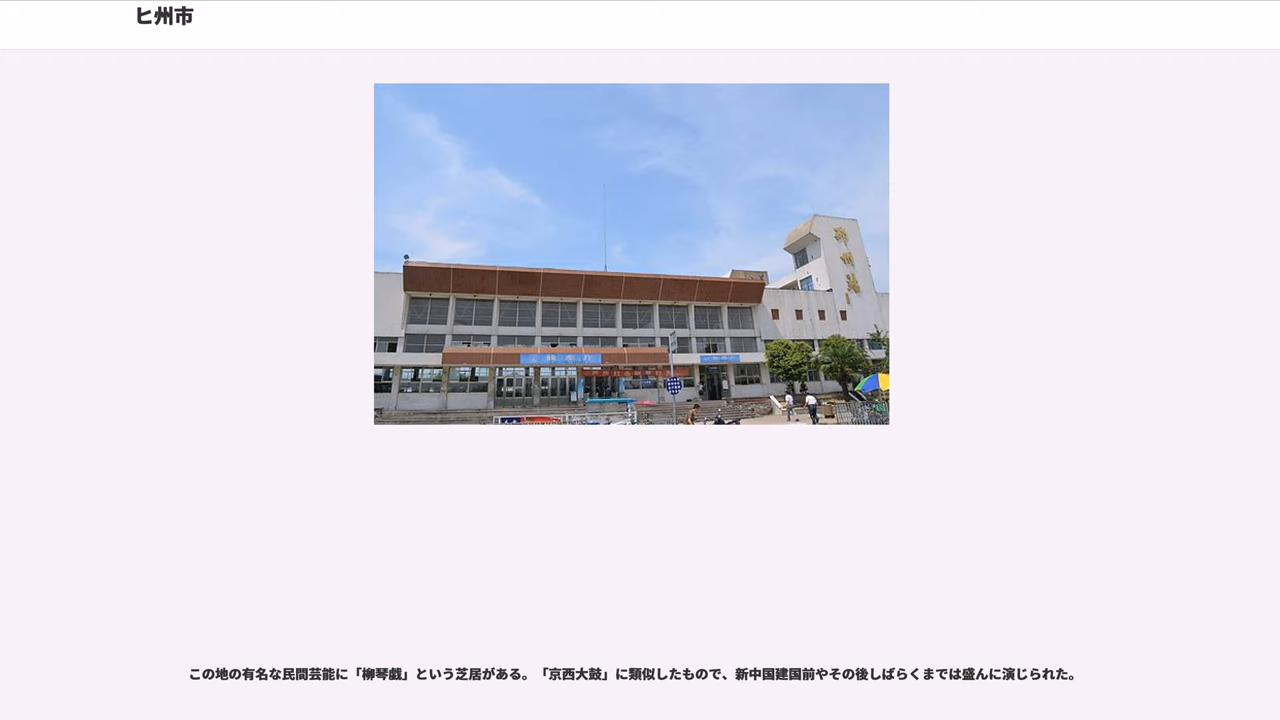 ヒ州市
この地の有名な民間芸能に「柳琴戯」という芝居がある。「京西大鼓」に類似したもので、新中国建国前やその後しばらくまでは盛んに演じられた。